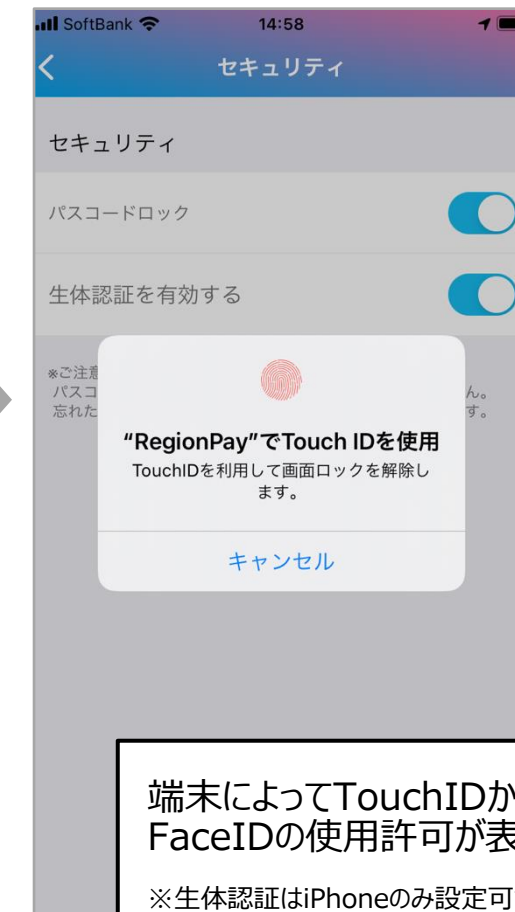 SoftBank 14:58
セキュリティ
セキュリティ
パスコードロック
生体認証を有効する
※ご注意
パスコ ん。
忘れた す。
“RegionPay”でTouch IDを使用
TouchIDを利用して画面ロックを解除し
ます。
キャンセル
端末によってTouchIDか
FaceIDの使用許可が表
※生体認証はiPhoneのみ設定可